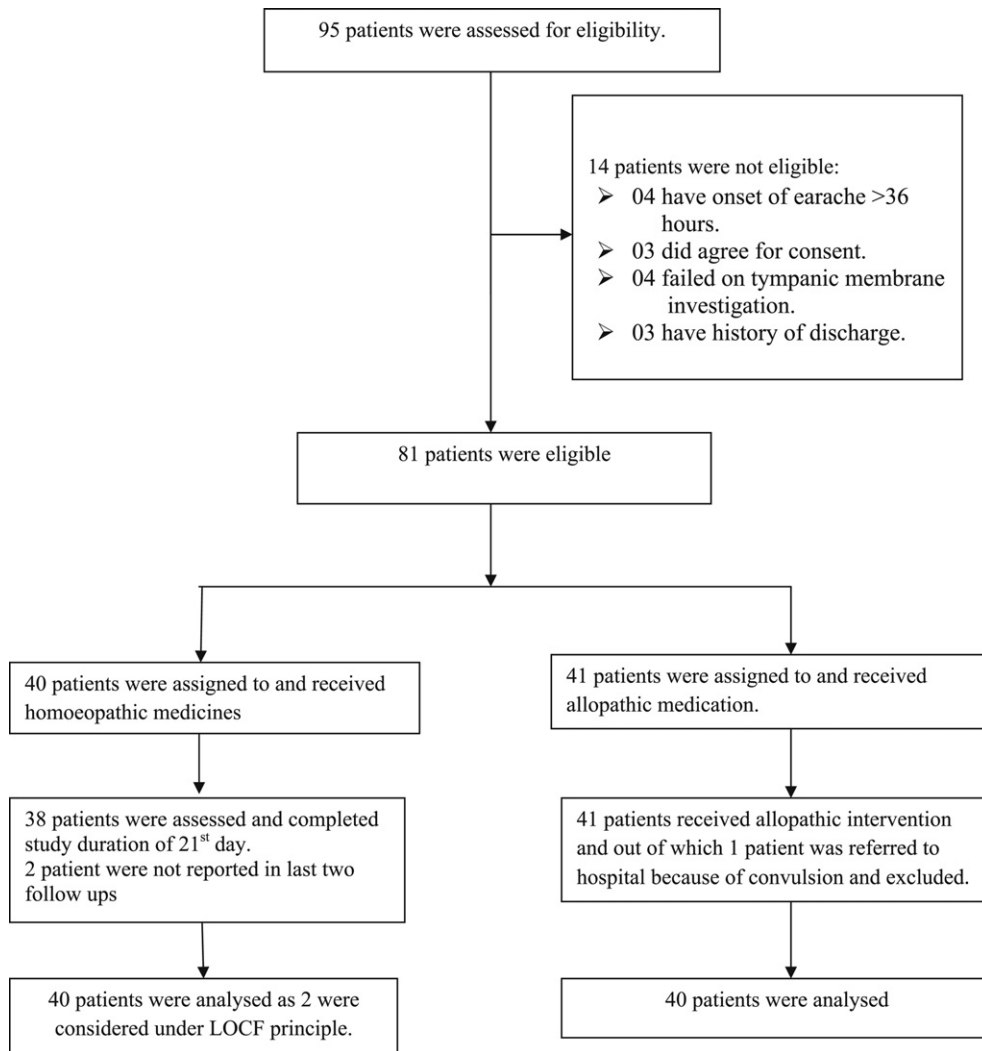 95 patients were assessed for eligibility.
14 patients were not eligible:
➢ 04 have onset of earache >36
hours.
➢ 03 did agree for consent.
➢ 04 failed on tympanic membrane
investigation.
➢ 03 have history of discharge.
81 patients were eligible
40 patients were assigned to and received
homoeopathic medicines
41 patients were assigned to and received
allopathic medication.
38 patients were assessed and completed
study duration of 21st day.
2 patient were not reported in last two
follow ups
41 patients received allopathic intervention
and out of which 1 patient was referred to
hospital because of convulsion and excluded.
40 patients were analysed as 2 were
considered under LOCF principle.
40 patients were analysed